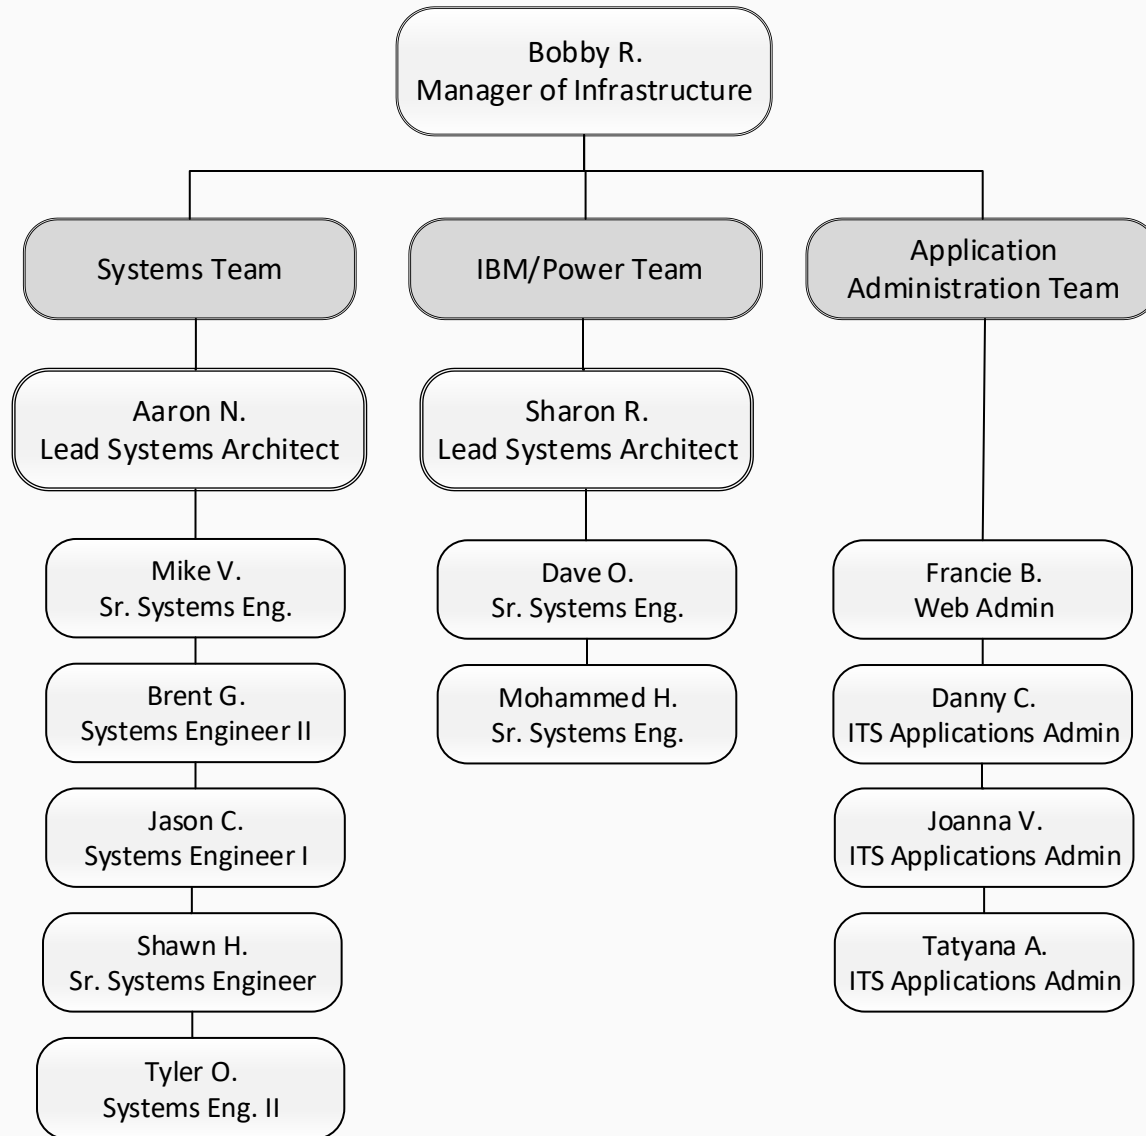 Bobby R.
Manager of Infrastructure
Systems Team
IBM/Power Team
Application
Administration Team
Aaron N.
Lead Systems Architect
Sharon R.
Lead Systems Architect
Mike V.
Sr. Systems Eng.
Dave O.
Sr. Systems Eng.
Francie B.
Web Admin
Brent G.
Systems Engineer II
Mohammed H.
Sr. Systems Eng.
Danny C.
ITS Applications Admin
Jason C.
Systems Engineer I
Joanna V.
ITS Applications Admin
Shawn H.
Sr. Systems Engineer
Tatyana A.
ITS Applications Admin
Tyler O.
Systems Eng. II